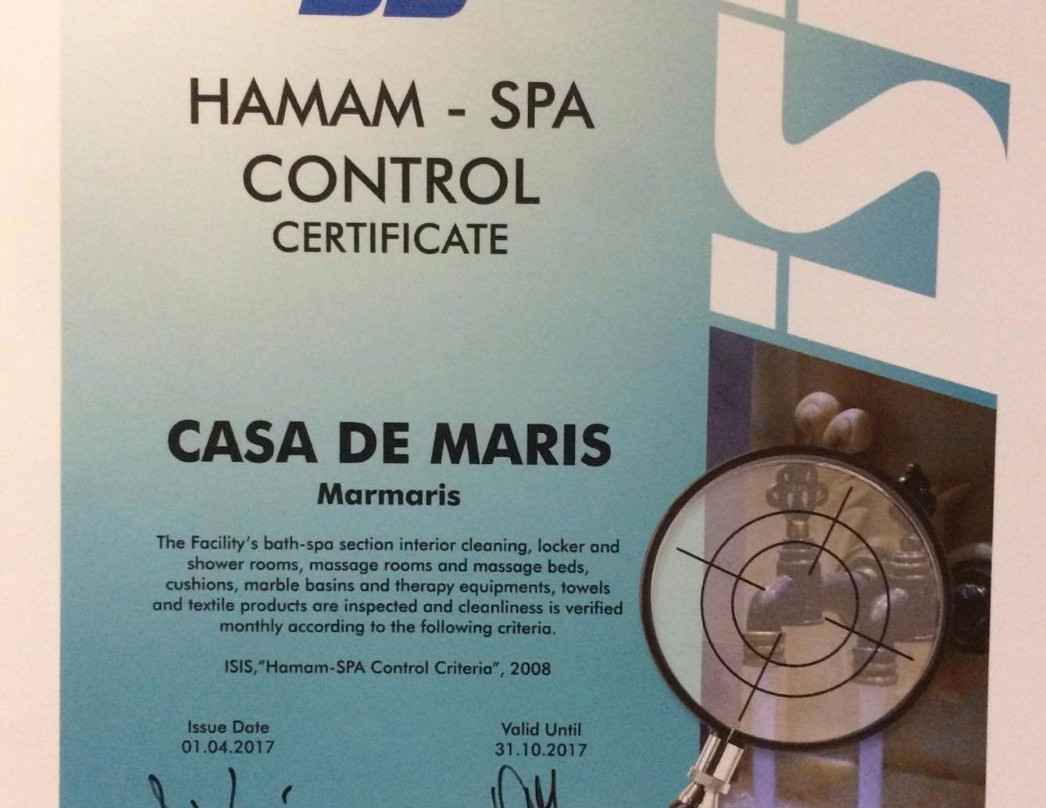 HAMAM - SPA
CONTROL
CERTIFICATE
CASA DE MARIS
Marmaris
The Facility's bath-spa section interior cleaning, locker and
shower rooms, massage rooms and massage beds,
cushions, marble basins and therapy equipments, towels
and textile products are inspected and cleanliness is verified
monthly according to the following criteria.
ISIS,"Hamam-SPA Control Criteria", 2008
Issue Date
01.04.2017
Valid Until
31.10.2017
isi